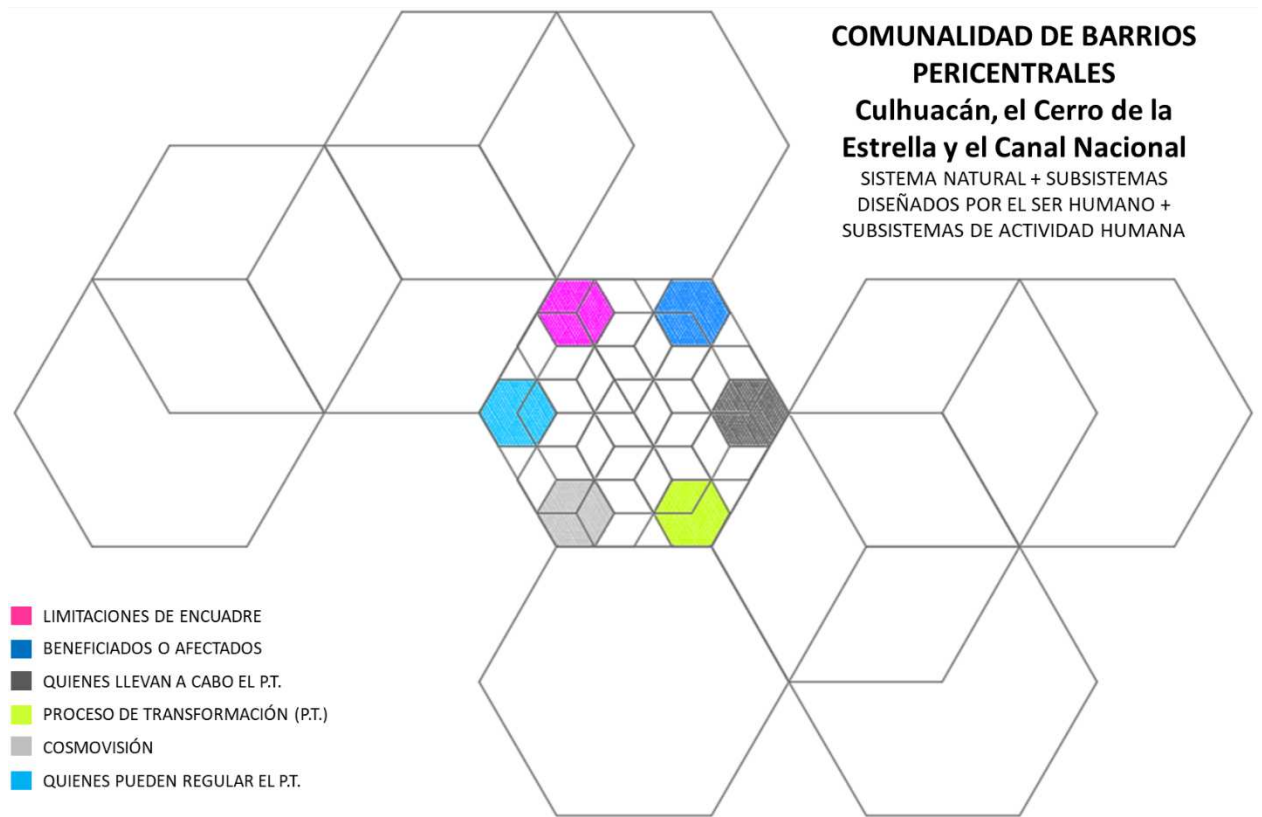 COMUNALIDAD DE BARRIOS
PERICENTRALES
Culhuacán, el Cerro de la
Estrella y el Canal Nacional
SISTEMA NATURAL + SUBSISTEMAS
DISEÑADOS POR EL SER HUMANO +
SUBSISTEMAS DE ACTIVIDAD HUMANA
LIMITACIONES DE ENCUADRE
BENEFICIADOS O AFECTADOS
QUIENES LLEVAN A CABO EL P.T.
PROCESO DE TRANSFORMACIÓN (P.T.)
COSMOVISIÓN
QUIENES PUEDEN REGULAR EL P.T.